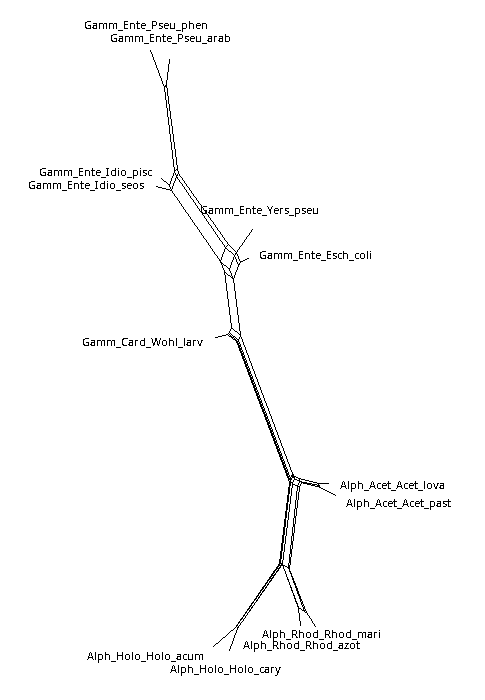 Gamm_Ente_Pseu_phen
Gamm_Ente_Pseu_arab
Gamm_Ente_Idio_pisc
Gamm_Ente_Idio_seos
Gamm_Ente_Yers_pseu
Gamm_Ente_Esch_coli
Gamm_Card_Wohl_larv
Alph_Acet_Acet_lova
Alph_Acet_Acet_past
Alph_Rhod_Rhod_mari
Alph_Rhod_Rhod_azot
Alph_Holo_Holo_acum
Alph_Holo_Holo_cary